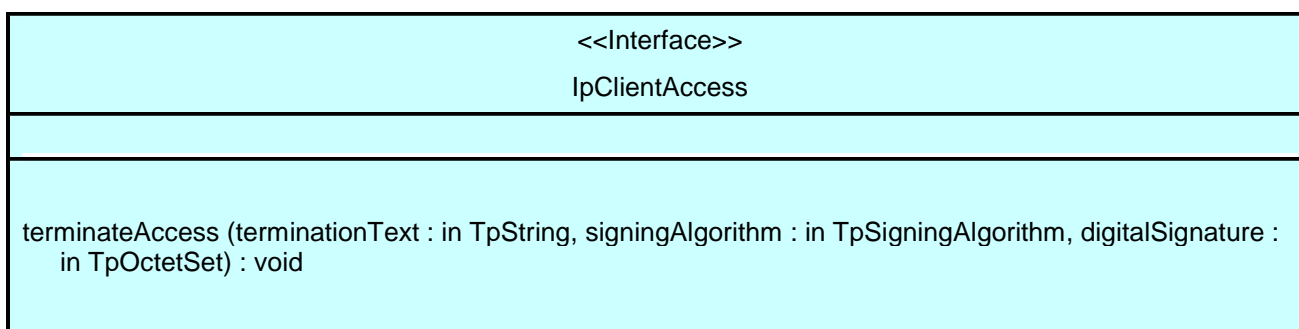 <<Interface>>
IpClientAccess
terminateAccess (terminationText : in TpString, signingAlgorithm : in TpSigningAlgorithm, digitalSignature :
in TpOctetSet) : void